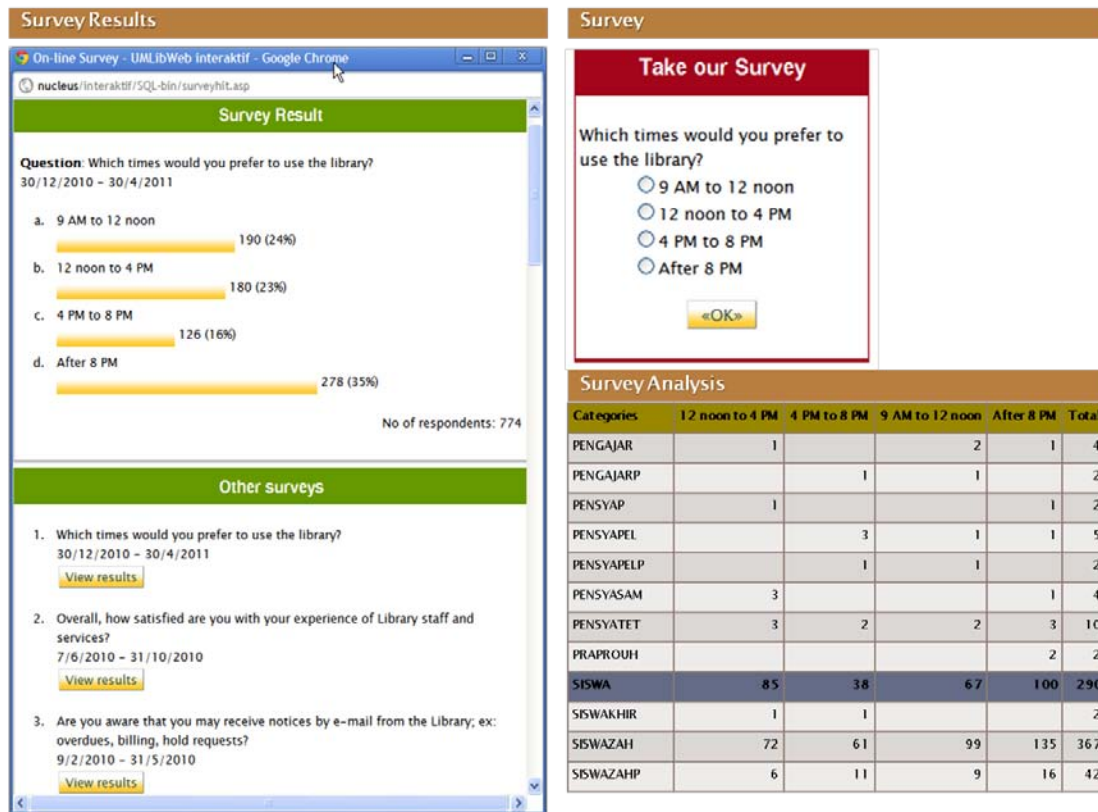 Survey Results
On-line Survey - UMLibWeb interaktif - Google Chrome
nucleus/interaktif/SQL-bin/surveyhit.asp
Survey Result
Question: Which times would you prefer to use the library?
30/12/2010 - 30/4/2011
a. 9 AM to 12 noon
190 (24%)
b. 12 noon to 4 PM
180 (23%)
c. 4 PM to 8 PM
126 (16%)
d. After 8 PM
278 (35%)
No of respondents: 774
Other surveys
1. Which times would you prefer to use the library?
30/12/2010 - 30/4/2011
View results
2. Overall, how satisfied are you with your experience of Library staff and
services?
7/6/2010 - 31/10/2010
View results
3. Are you aware that you may receive notices by e-mail from the Library; ex:
overdues, billing, hold requests?
9/2/2010 - 31/5/2010
View results
Survey
Take our Survey
Which times would you prefer to
use the library?
9 AM to 12 noon
12 noon to 4 PM
4 PM to 8 PM
After 8 PM
«OK»
Survey Analysis
Categories 12 noon to 4 PM 4 PM to 8 PM 9 AM to 12 noon After 8 PM Total
PENGAJAR 1 2 1 4
PENGAJARP 1 1 2
PENSYAP 1 1 2
PENSYAPEL 3 1 1 5
PENSYAPELP 1 1 2
PENSYASAM 3 1 4
PENSYATET 3 2 2 3 10
PRAPROUH 2 2
SISWA 85 38 67 100 290
SISWAKHIR 1 1 2
SISWAZAH 72 61 99 135 367
SISWAZAHP 6 11 9 16 42